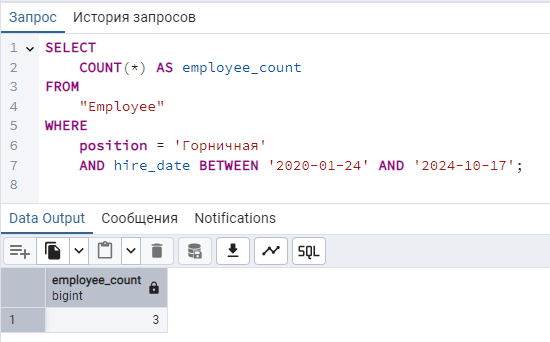 Запрос История запросов
1 SELECT
2 COUNT(*) AS employee_count
3 FROM
4 "Employee"
5 WHERE
6 position = 'Горничная'
7 AND hire_date BETWEEN '2020-01-24' AND '2024-10-17';
8
Data Output Сообщения Notifications
SQL
employee_count
bigint
1 3